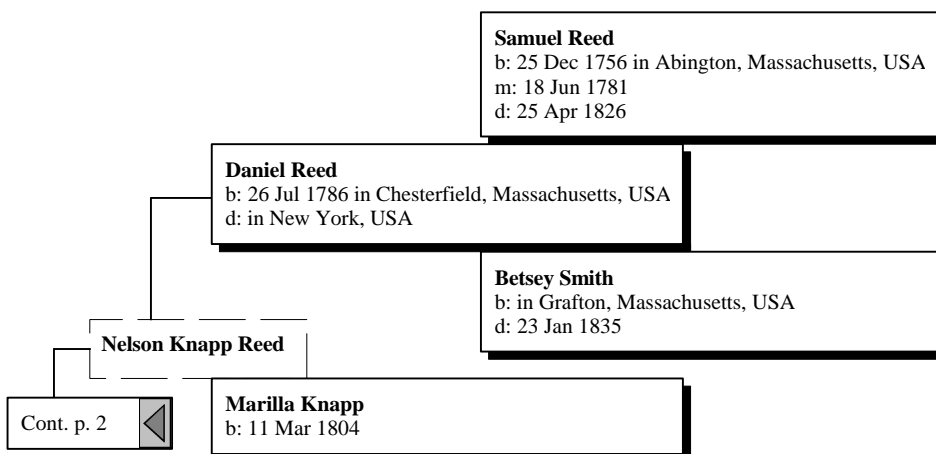 Samuel Reed
b: 25 Dec 1756 in Abington, Massachusetts, USA
m: 18 Jun 1781
d: 25 Apr 1826
Daniel Reed
b: 26 Jul 1786 in Chesterfield, Massachusetts, USA
d: in New York, USA
Betsey Smith
b: in Grafton, Massachusetts, USA
d: 23 Jan 1835
Nelson Knapp Reed
Marilla Knapp
b: 11 Mar 1804
Cont. p. 2